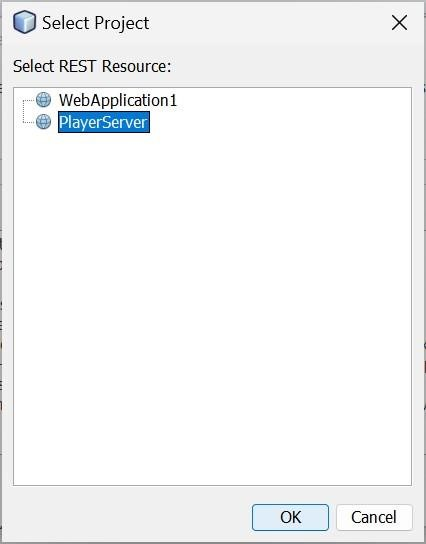 Select Project
Select REST Resource:
WebApplication1
PlayerServer
OK
Cancel